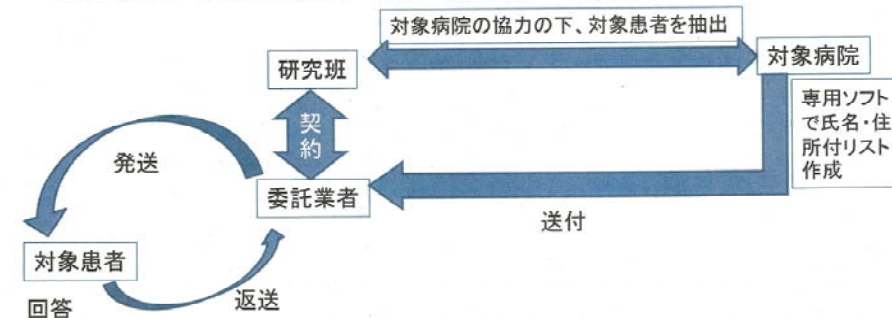 対象病院の協力の下、対象患者を抽出
研究班
対象病院
専用ソフト
で氏名・住
所付リスト
作成
契約
発送
委託業者
送付
対象患者
返送
回答